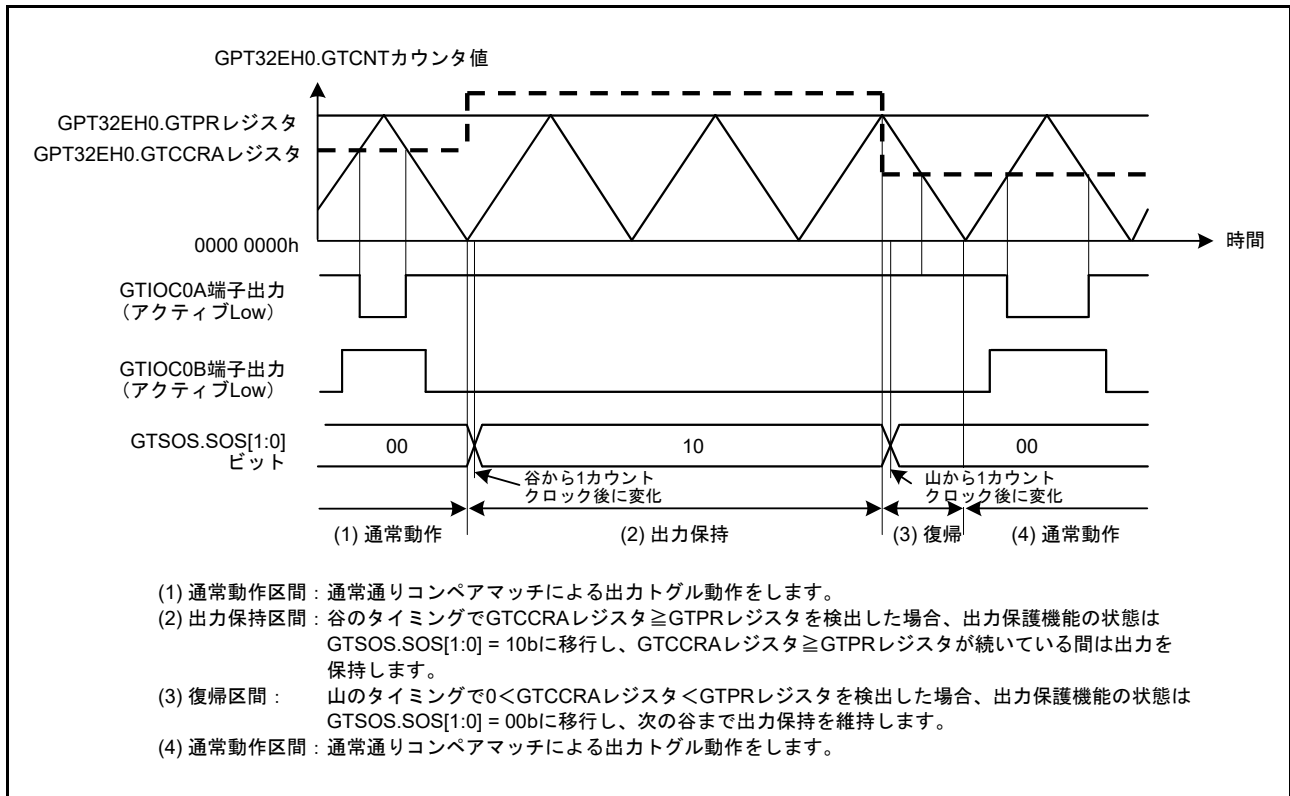 GPT32EH0.GTCNTカウンタ値
GPT32EH0.GTPRレジスタ
GPT32EH0.GTCCRAレジスタ
0000 0000h
時間
GTIOC0A端子出力
（アクティブLow）
GTIOC0B端子出力
（アクティブLow）
GTSOS.SOS[1:0]
ビット
00
10
00
谷から1カウント
クロック後に変化
山から1カウント
クロック後に変化
(1) 通常動作
(2) 出力保持
(3) 復帰
(4) 通常動作
(1) 通常動作区間：通常通りコンペアマッチによる出力トグル動作をします。
(2) 出力保持区間：谷のタイミングでGTCCRAレジスタ≧GTPRレジスタを検出した場合、出力保護機能の状態は
GTSOS.SOS[1:0] = 10bに移行し、GTCCRAレジスタ≧GTPRレジスタが続いている間は出力を
保持します。
(3) 復帰区間： 山のタイミングで0＜GTCCRAレジスタ＜GTPRレジスタを検出した場合、出力保護機能の状態は
GTSOS.SOS[1:0] = 00bに移行し、次の谷まで出力保持を維持します。
(4) 通常動作区間：通常通りコンペアマッチによる出力トグル動作をします。